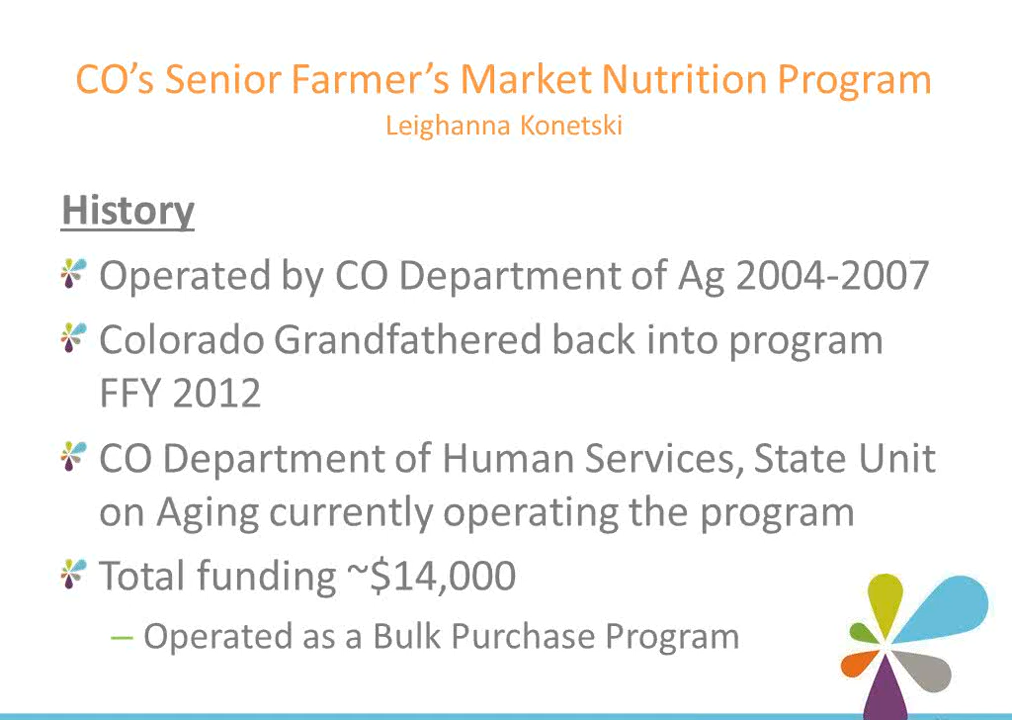 CO’s Senior Farmer’s Market Nutrition Program
Leighanna Konetski
History
Operated by CO Department of Ag 2004-2007
Colorado Grandfathered back into program
FFY 2012
CO Department of Human Services, State Unit
on Aging currently operating the program
Total funding ~$14,000
– Operated as a Bulk Purchase Program